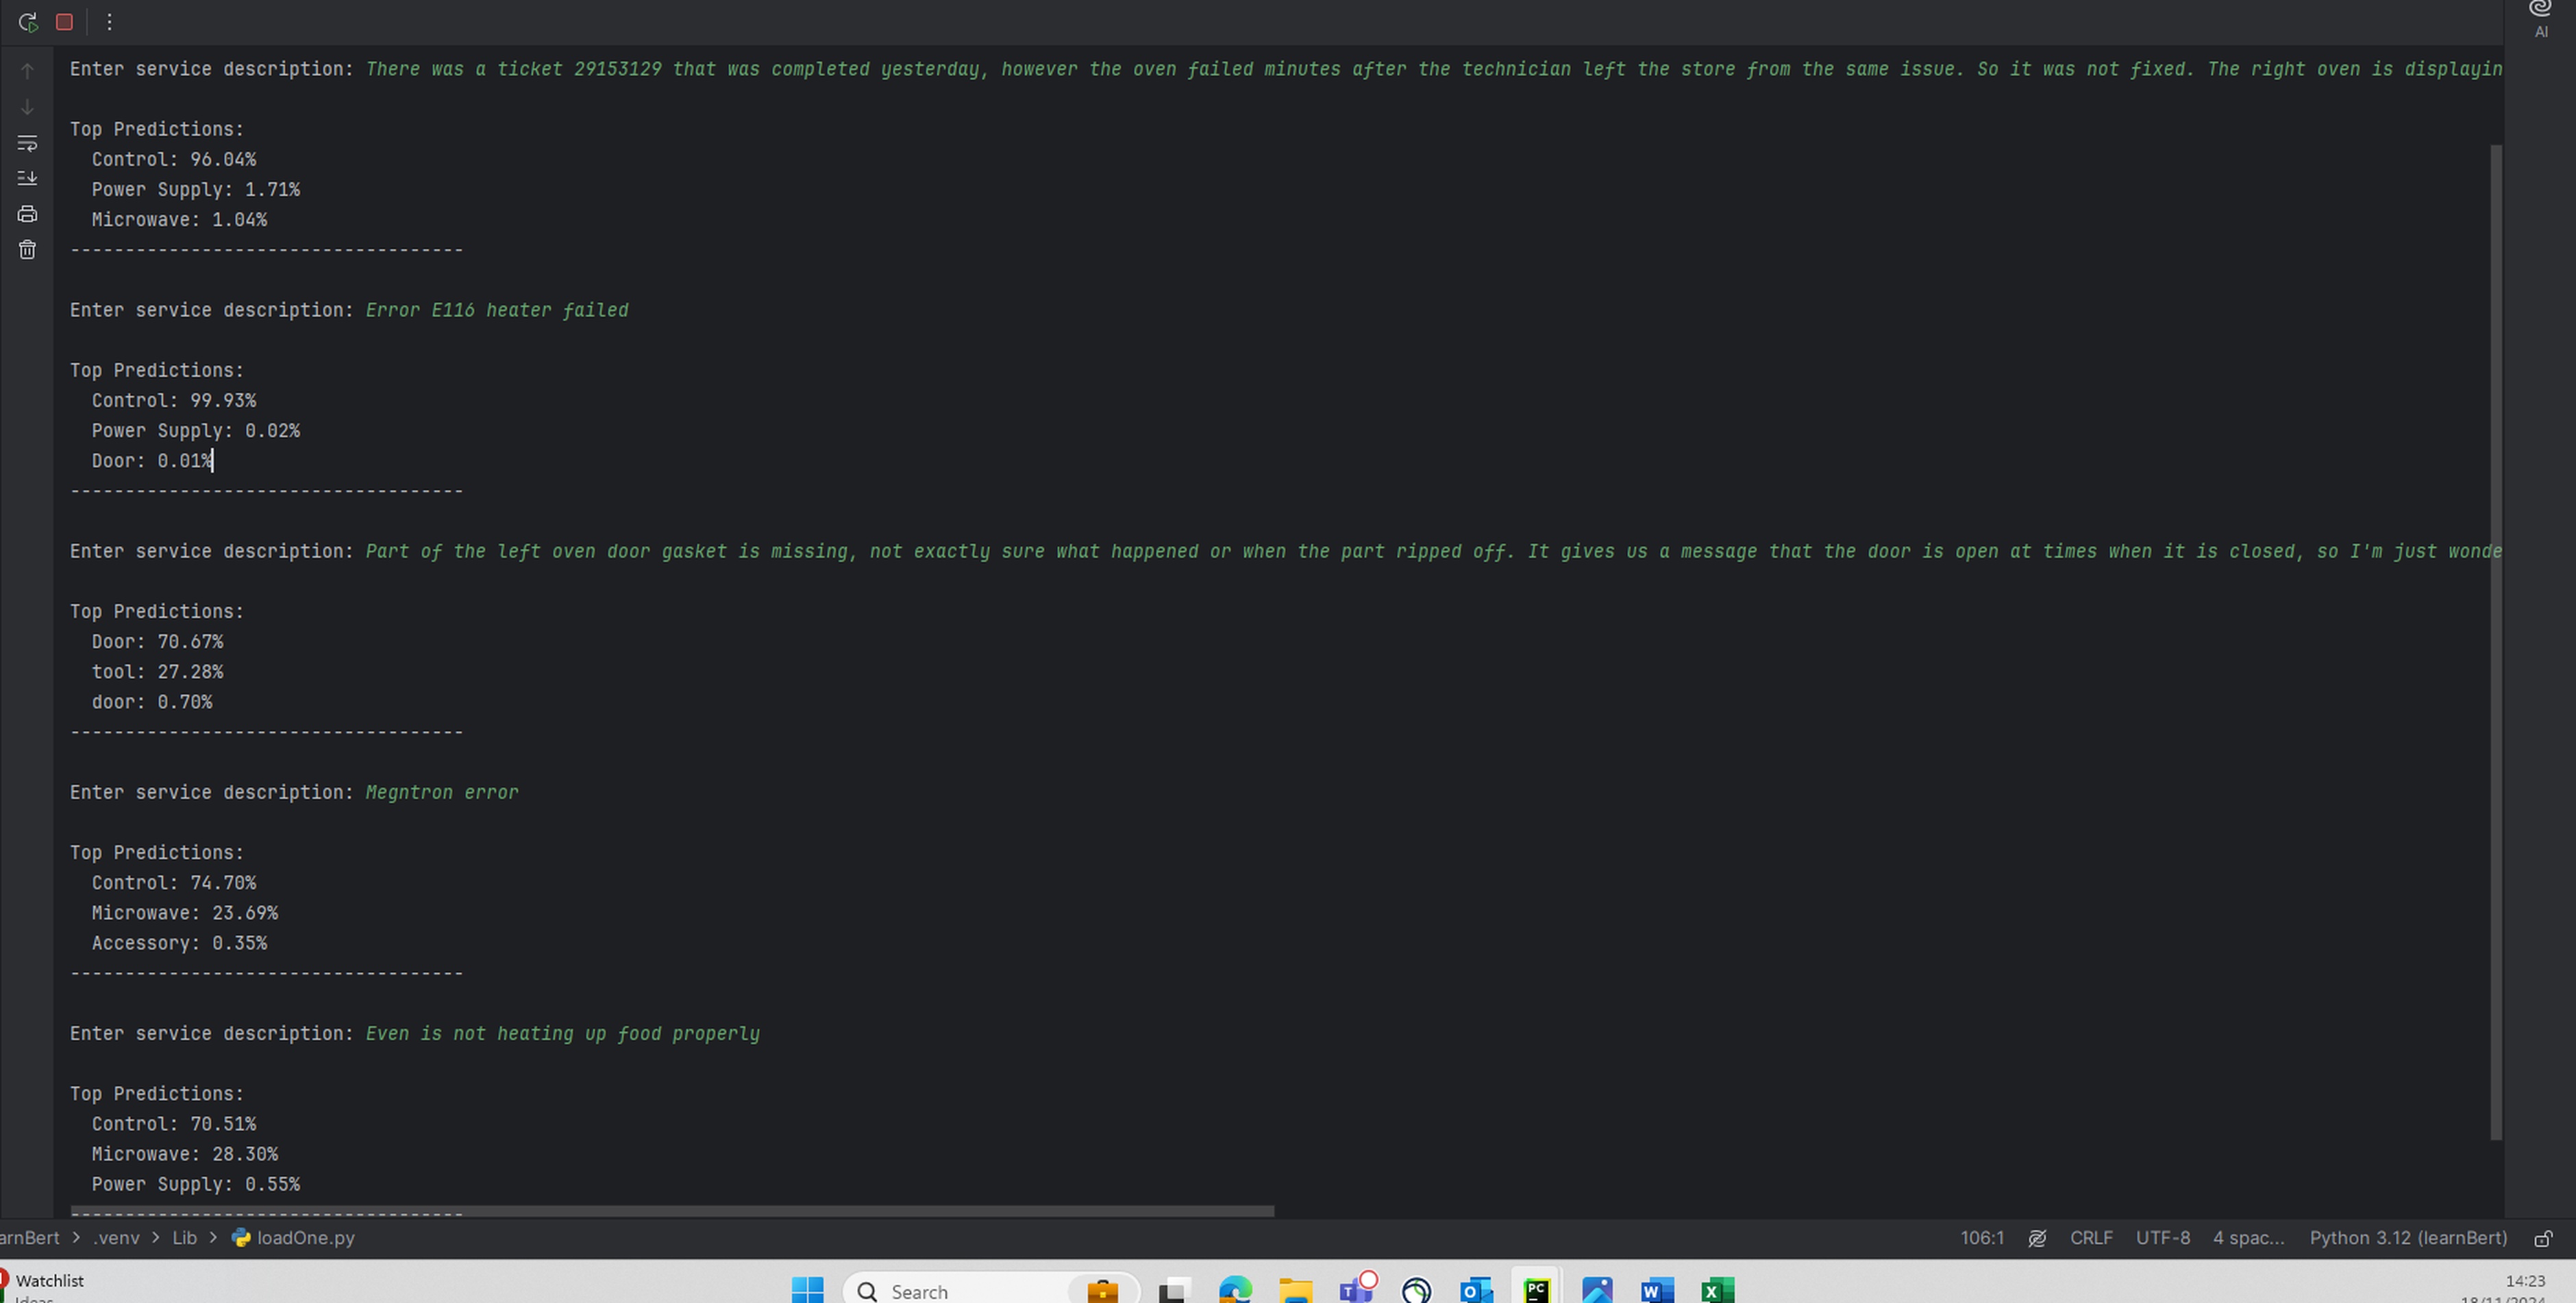 AI
Enter service description: There was a ticket 29153129 that was completed yesterday, however the oven failed minutes after the technician left the store from the same issue. So it was not fixed. The right oven is displayin
Top Predictions:
Control: 96.04%
Power Supply: 1.71%
Microwave: 1.04%
------------------------------------
Enter service description: Error E116 heater failed
Top Predictions:
Control: 99.93%
Power Supply: 0.02%
Door: 0.01%
------------------------------------
Enter service description: Part of the left oven door gasket is missing, not exactly sure what happened or when the part ripped off. It gives us a message that the door is open at times when it is closed, so I'm just wonde
Top Predictions:
Door: 70.67%
tool: 27.28%
door: 0.70%
------------------------------------
Enter service description: Megntron error
Top Predictions:
Control: 74.70%
Microwave: 23.69%
Accessory: 0.35%
------------------------------------
Enter service description: Even is not heating up food properly
Top Predictions:
Control: 70.51%
Microwave: 28.30%
Power Supply: 0.55%
------------------------------------
arnBert > .venv > Lib > loadOne.py 106:1 CRLF UTF-8 4 spac... Python 3.12 (learnBert)
Watchlist
Ideas
Search
14:23
18/11/2024